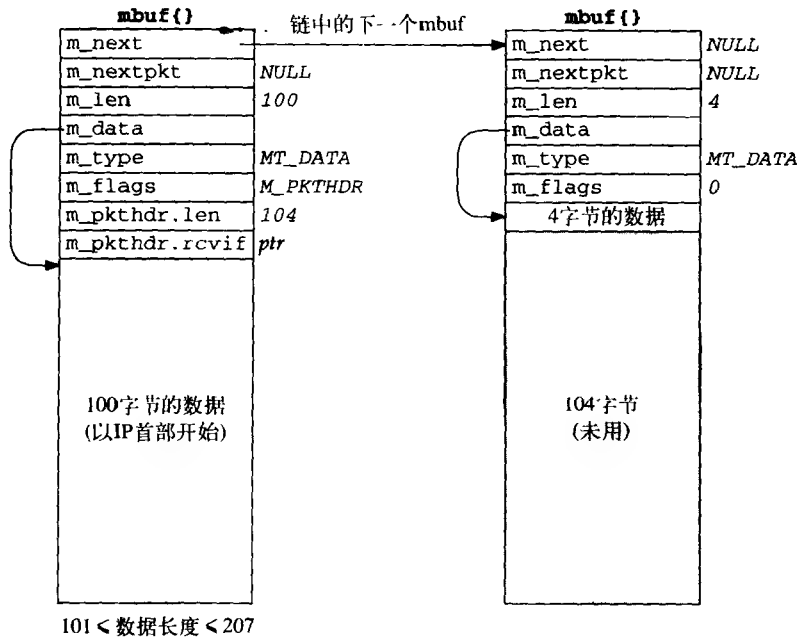 mbuf{}
链中的下一个mbuf
mbuf{}
m_next
m_nextpkt NULL
m_len 100
m_data
m_type MT_DATA
m_flags M_PKTHDR
m_pkthdr.len 104
m_pkthdr.rcvif ptr
100字节的数据
(以IP首部开始)
101≤数据长度≤207
m_next NULL
m_nextpkt NULL
m_len 4
m_data
m_type MT_DATA
m_flags 0
4字节的数据
104字节
(未用)